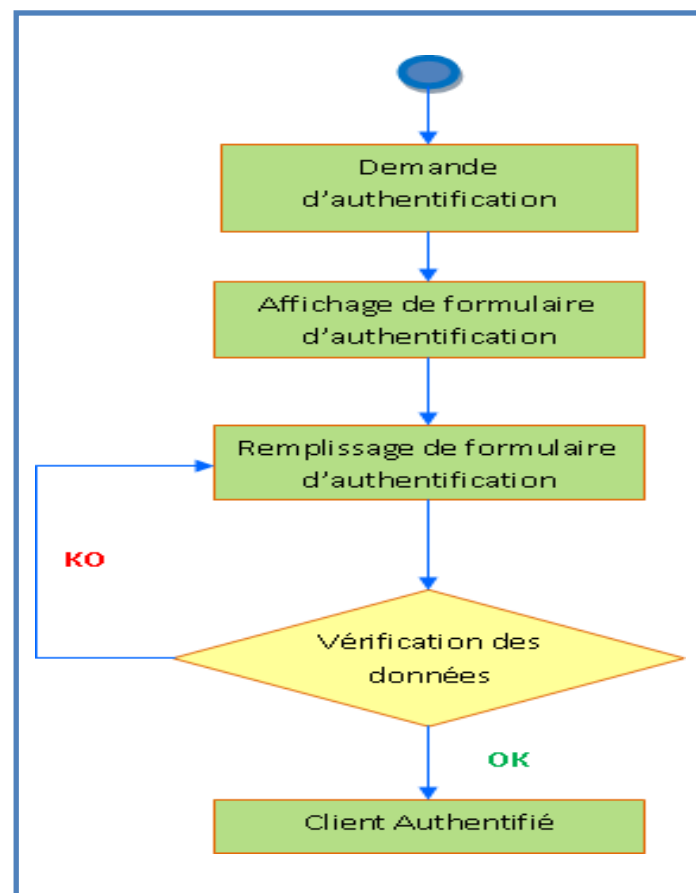 Demande
d'authentification
Affichage de formulaire
d'authentification
Remplissage de formulaire
d'authentification
KO
Vérification des
données
OK
Client Authentifié